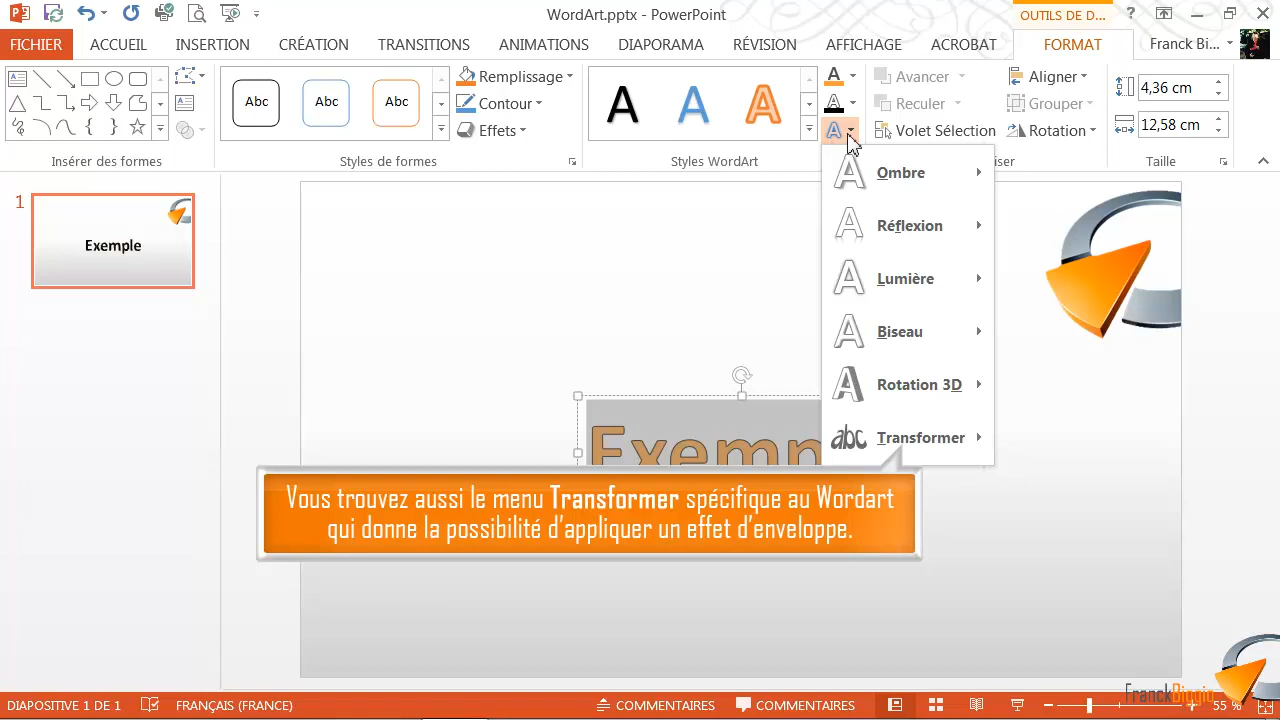 WordArt.pptx - PowerPoint
OUTILS DE D...
?
FICHIER
ACCUEIL
INSERTION
CRÉATION
TRANSITIONS
ANIMATIONS
DIAPORAMA
RÉVISION
AFFICHAGE
ACROBAT
FORMAT
Franck Bi...
Abc
Abc
Abc
Remplissage
Contour
Effets
A
A
A
A
A
A
Avancer
Reculer
Volet Sélection
Aligner
Grouper
Rotation
4,36 cm
12,58 cm
Insérer des formes
Styles de formes
Styles WordArt
iser
Taille
1
Exemple
Ombre
Réflexion
Lumière
Biseau
Rotation 3D
abc Transformer
Exemp
Vous trouvez aussi le menu Transformer spécifique au Wordart
qui donne la possibilité d’appliquer un effet d’enveloppe.
FranckBiggin
DIAPOSITIVE 1 DE 1
FRANÇAIS (FRANCE)
COMMENTAIRES
COMMENTAIRES
55 %